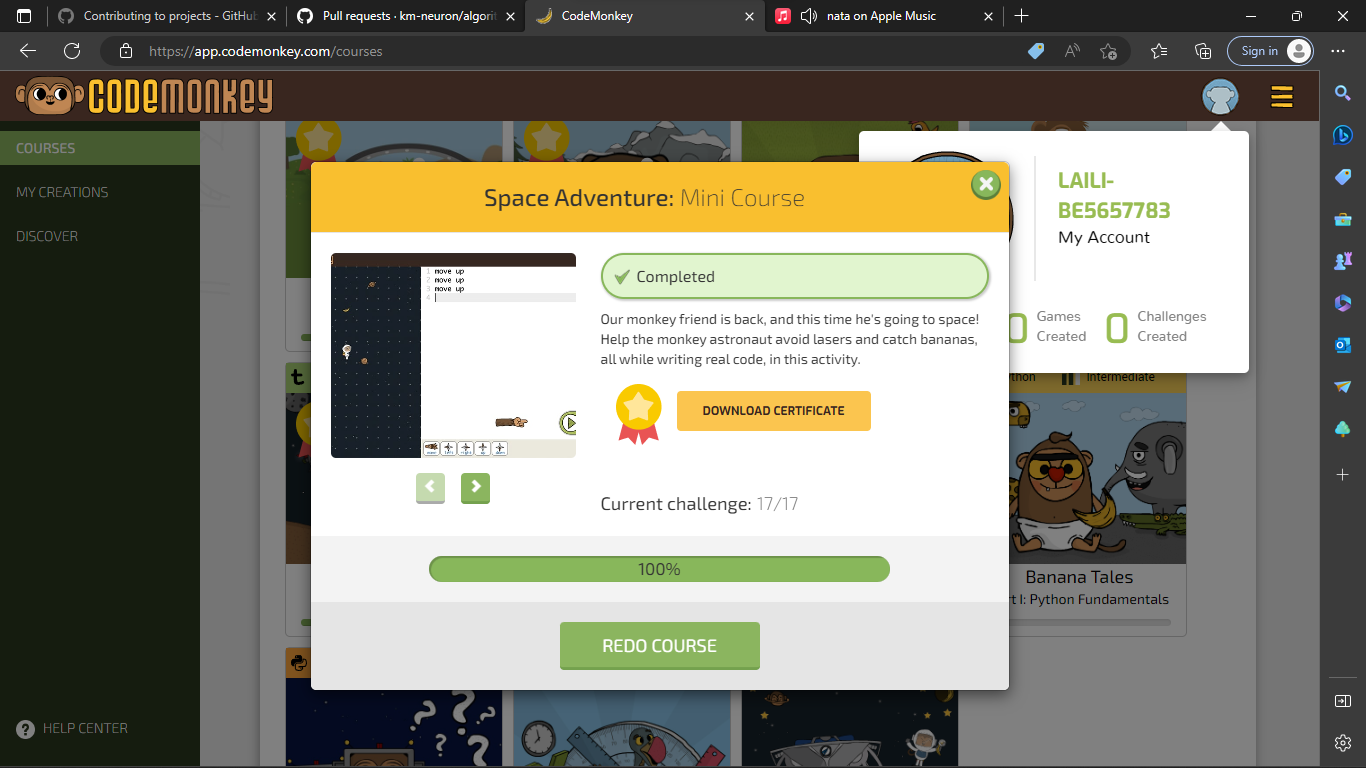 Contributing to projects - GitHub
Pull requests · km-neuron/algorit
CodeMonkey
nata on Apple Music
https://app.codemonkey.com/courses
Sign in
CODEMONKEY
COURSES
MY CREATIONS
DISCOVER
HELP CENTER
LAILI-
BE5657783
My Account
0 Games
Created
0 Challenges
Created
Space Adventure: Mini Course
1 move up
2 move up
3 move up
4
Completed
Our monkey friend is back, and this time he's going to space!
Help the monkey astronaut avoid lasers and catch bananas,
all while writing real code, in this activity.
DOWNLOAD CERTIFICATE
Current challenge: 17/17
100%
REDO COURSE
t
Intermediate
Banana Tales
t I: Python Fundamentals